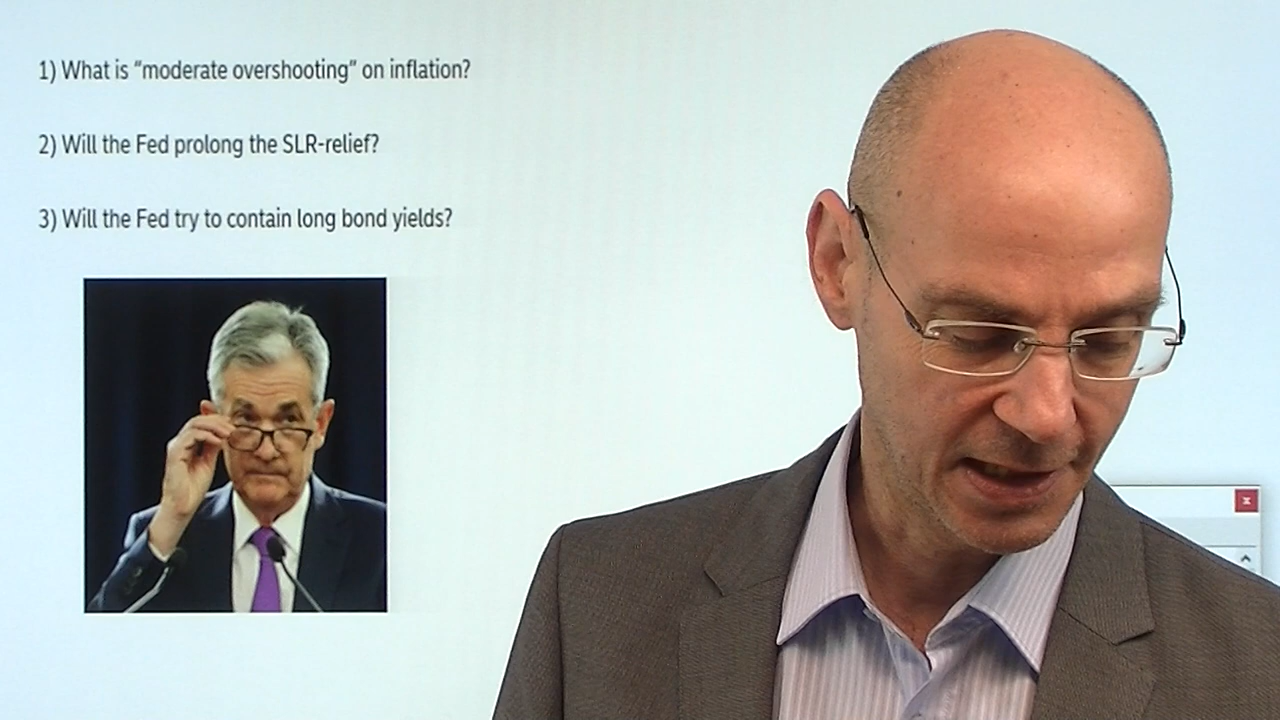 1) What is “moderate overshooting” on inflation?
2) Will the Fed prolong the SLR-relief?
3) Will the Fed try to contain long bond yields?